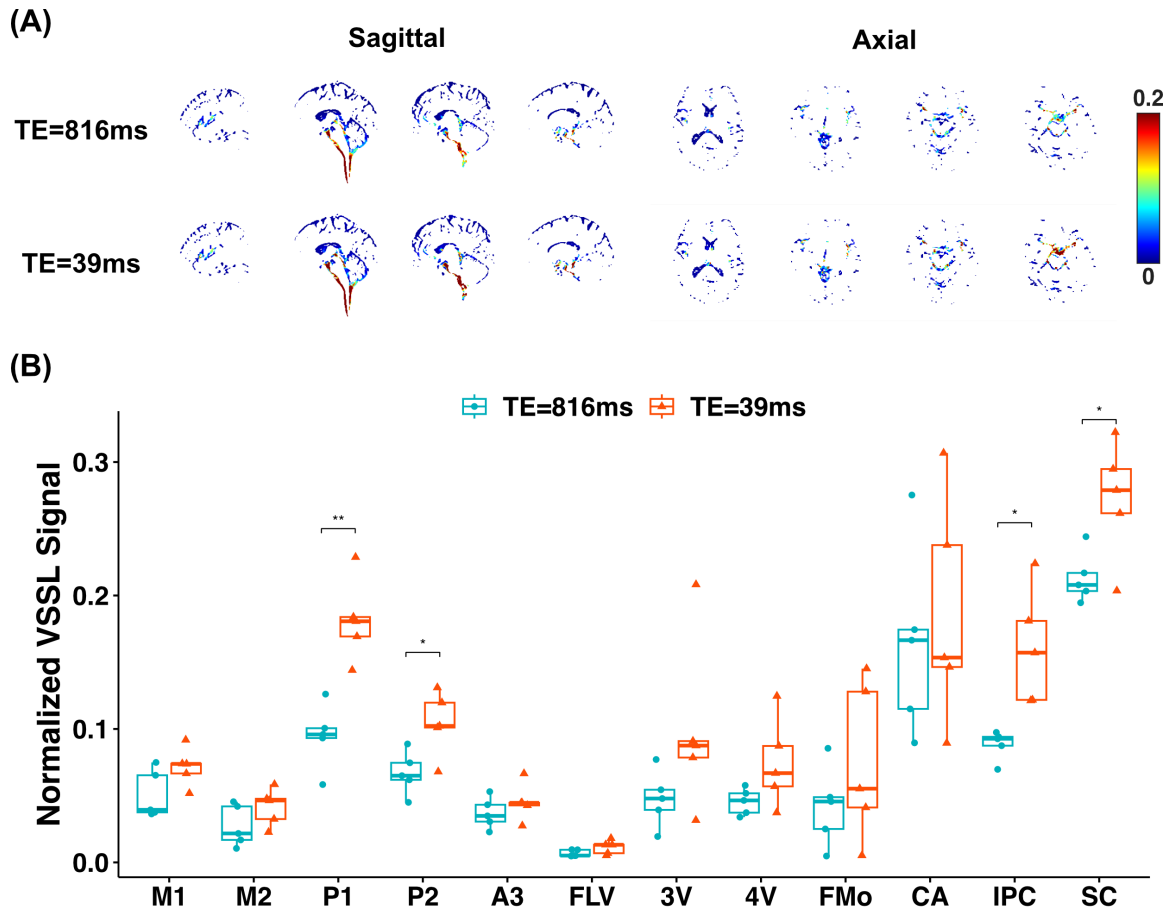 (A)
Sagittal
Axial
TE=816ms
0.2
TE=39ms
0
(B)
TE=816ms
TE=39ms
Normalized VSSL Signal
0.3
0.2
0.1
0.0
**
*
*
*
M1 M2 P1 P2 A3 FLV 3V 4V FMo CA IPC SC